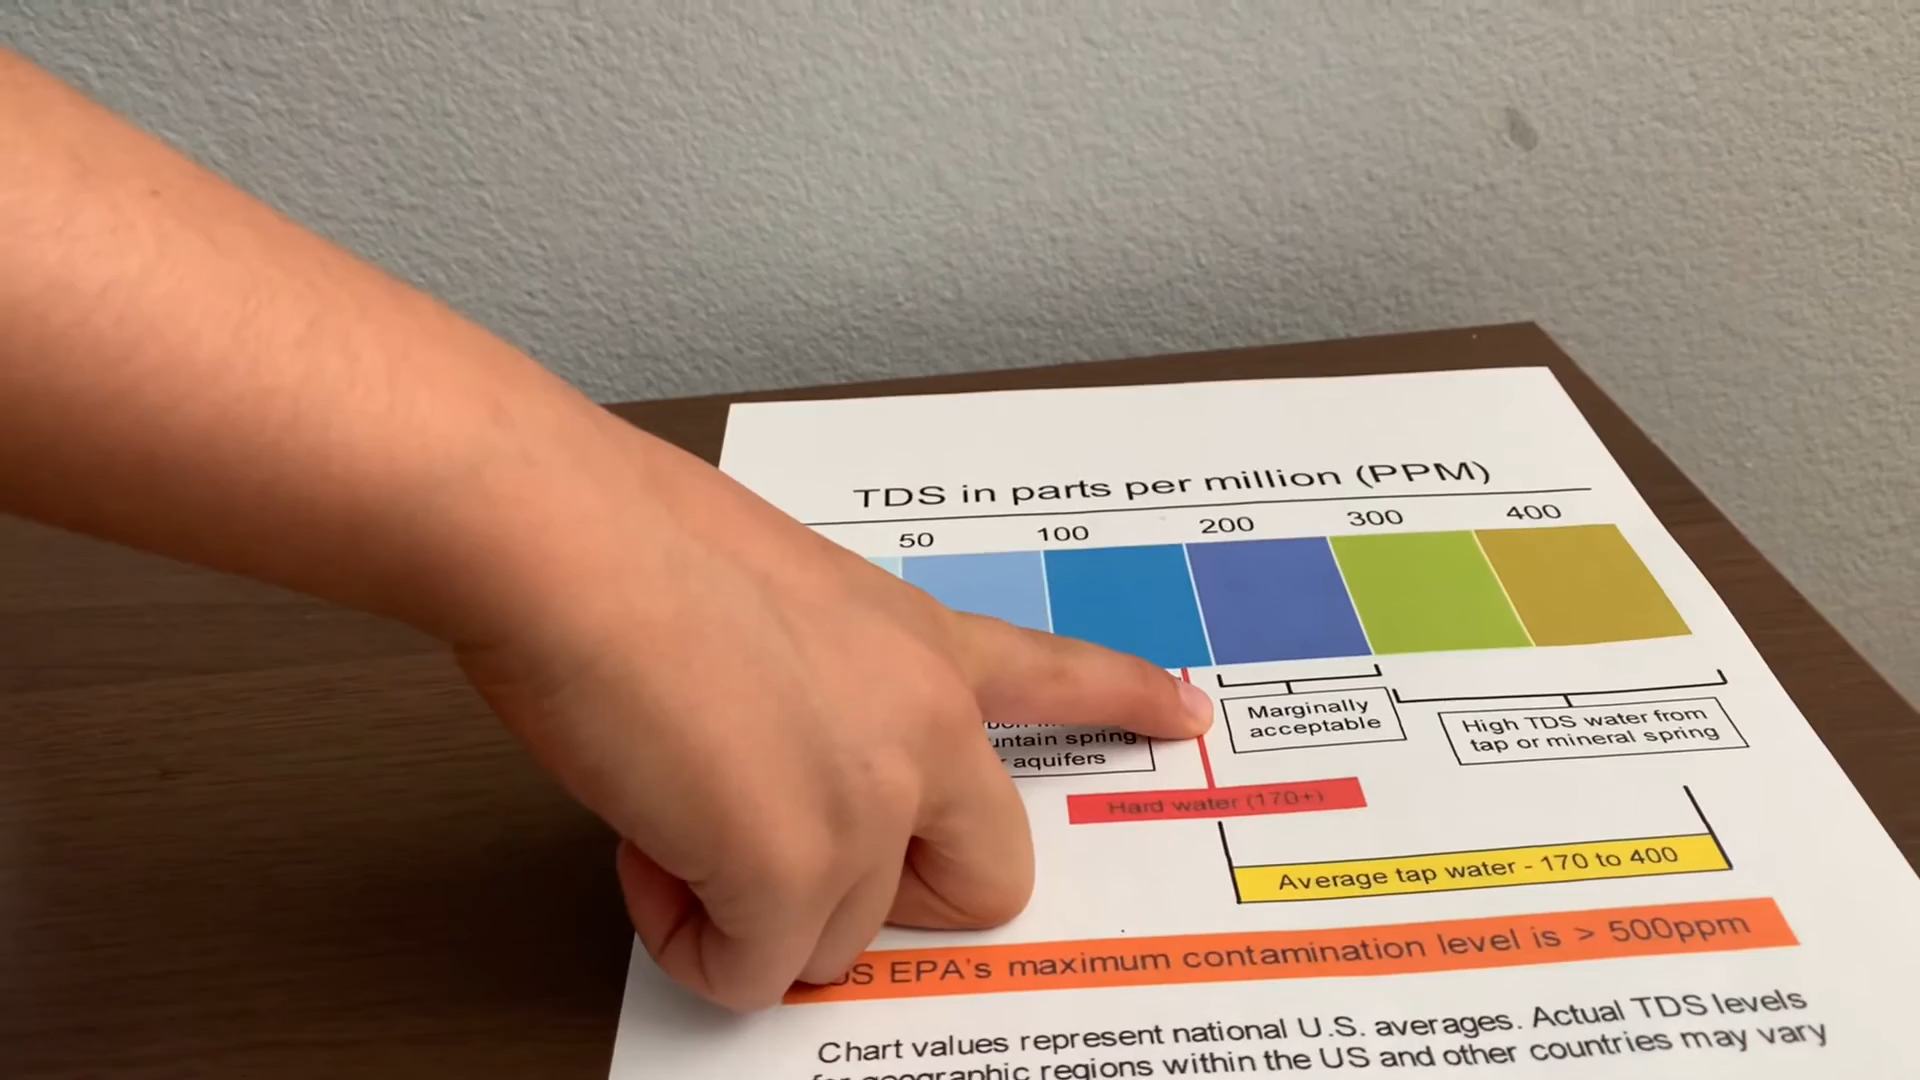 TDS in parts per million (PPM)
50 100 200 300 400
Marginally
acceptable
High TDS water from
tap or mineral spring
spring
aquifers
Hard water (170+)
Average tap water - 170 to 400
US EPA's maximum contamination level is > 500ppm
Chart values represent national U.S. averages. Actual TDS levels
geographic regions within the US and other countries may vary